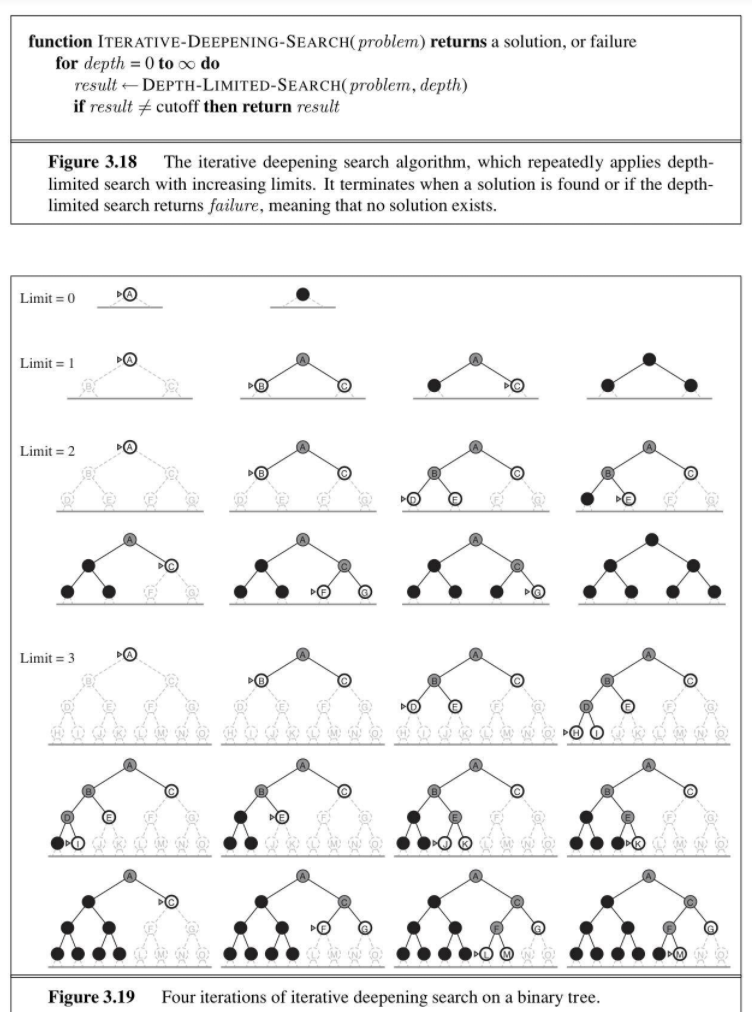 function ITERATIVE-DEEPENING-SEARCH(problem) returns a solution, or failure
for depth = 0 to ∞ do
result ← DEPTH-LIMITED-SEARCH(problem, depth)
if result ≠ cutoff then return result
Figure 3.18 The iterative deepening search algorithm, which repeatedly applies depth-
limited search with increasing limits. It terminates when a solution is found or if the depth-
limited search returns failure, meaning that no solution exists.
Limit = 0 A
Limit = 1 A A A
B C B C C
Limit = 2 A A A A
B C B C B C B C
D E F G D E F G D E F G E F G
A A A
C C C
F G F G G
Limit = 3 A A A A
B C B C B C B C
D E F G D E F G D E F G D E F G
H I J K L M N O H I J K L M N O H I J K L M N O H I J K L M N O
A A A A
B C B C B C B C
D E F G E F G E F G E F G
I J K L M N O J K L M N O J K L M N O K L M N O
A A A A
C C C C
F G F G F G F G
L M N O L M N O L M N O M N O
Figure 3.19 Four iterations of iterative deepening search on a binary tree.